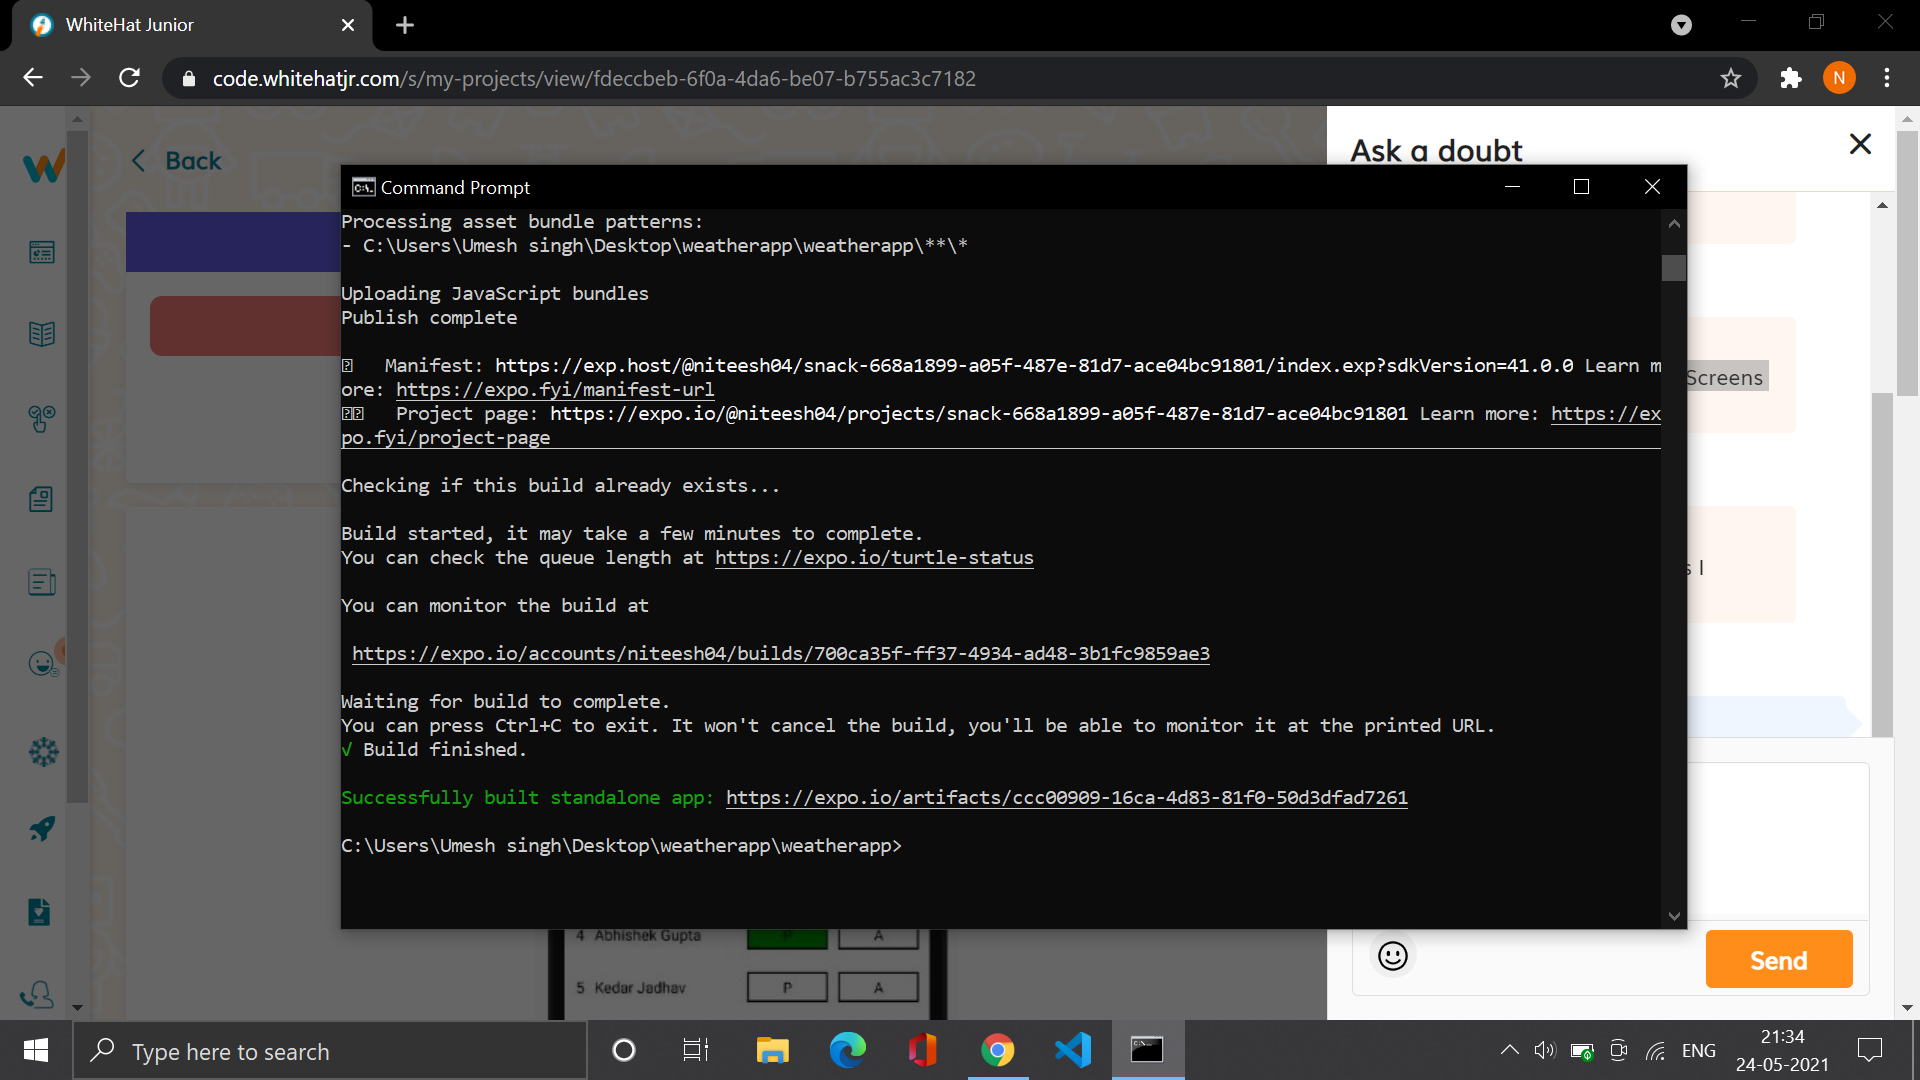 WhiteHat Junior
code.whitehatjr.com/s/my-projects/view/fdeccbeb-6f0a-4da6-be07-b755ac3c7182
N
Back
Ask a doubt
Command Prompt
Processing asset bundle patterns:
- C:\Users\Umesh singh\Desktop\weatherapp\weatherapp\**\*
Uploading JavaScript bundles
Publish complete
Manifest: https://exp.host/@niteesh04/snack-668a1899-a05f-487e-81d7-ace04bc91801/index.exp?sdkVersion=41.0.0 Learn m
ore: https://expo.fyi/manifest-url
Screens
Project page: https://expo.io/@niteesh04/projects/snack-668a1899-a05f-487e-81d7-ace04bc91801 Learn more: https://ex
po.fyi/project-page
Checking if this build already exists...
Build started, it may take a few minutes to complete.
You can check the queue length at https://expo.io/turtle-status
s I
You can monitor the build at
https://expo.io/accounts/niteesh04/builds/700ca35f-ff37-4934-ad48-3b1fc9859ae3
Waiting for build to complete.
You can press Ctrl+C to exit. It won't cancel the build, you'll be able to monitor it at the printed URL.
√ Build finished.
Successfully built standalone app: https://expo.io/artifacts/ccc00909-16ca-4d83-81f0-50d3dfad7261
C:\Users\Umesh singh\Desktop\weatherapp\weatherapp>
4 Abhishek Gupta P A
5 Kedar Jadhav P A
Send
Type here to search
ENG
21:34
24-05-2021